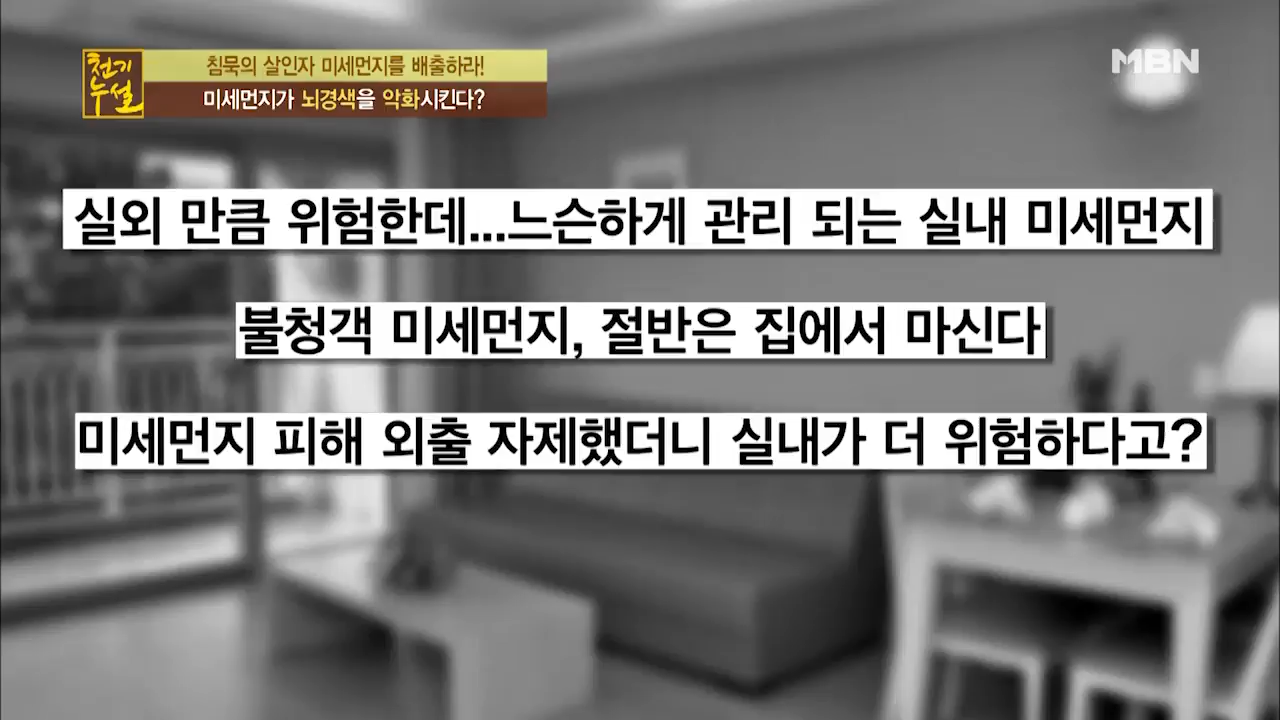 천기누설
침묵의 살인자 미세먼지를 배출하라!
미세먼지가 뇌경색을 악화시킨다?
MBN
실외 만큼 위험한데...느슨하게 관리 되는 실내 미세먼지
불청객 미세먼지, 절반은 집에서 마신다
미세먼지 피해 외출 자제했더니 실내가 더 위험하다고?